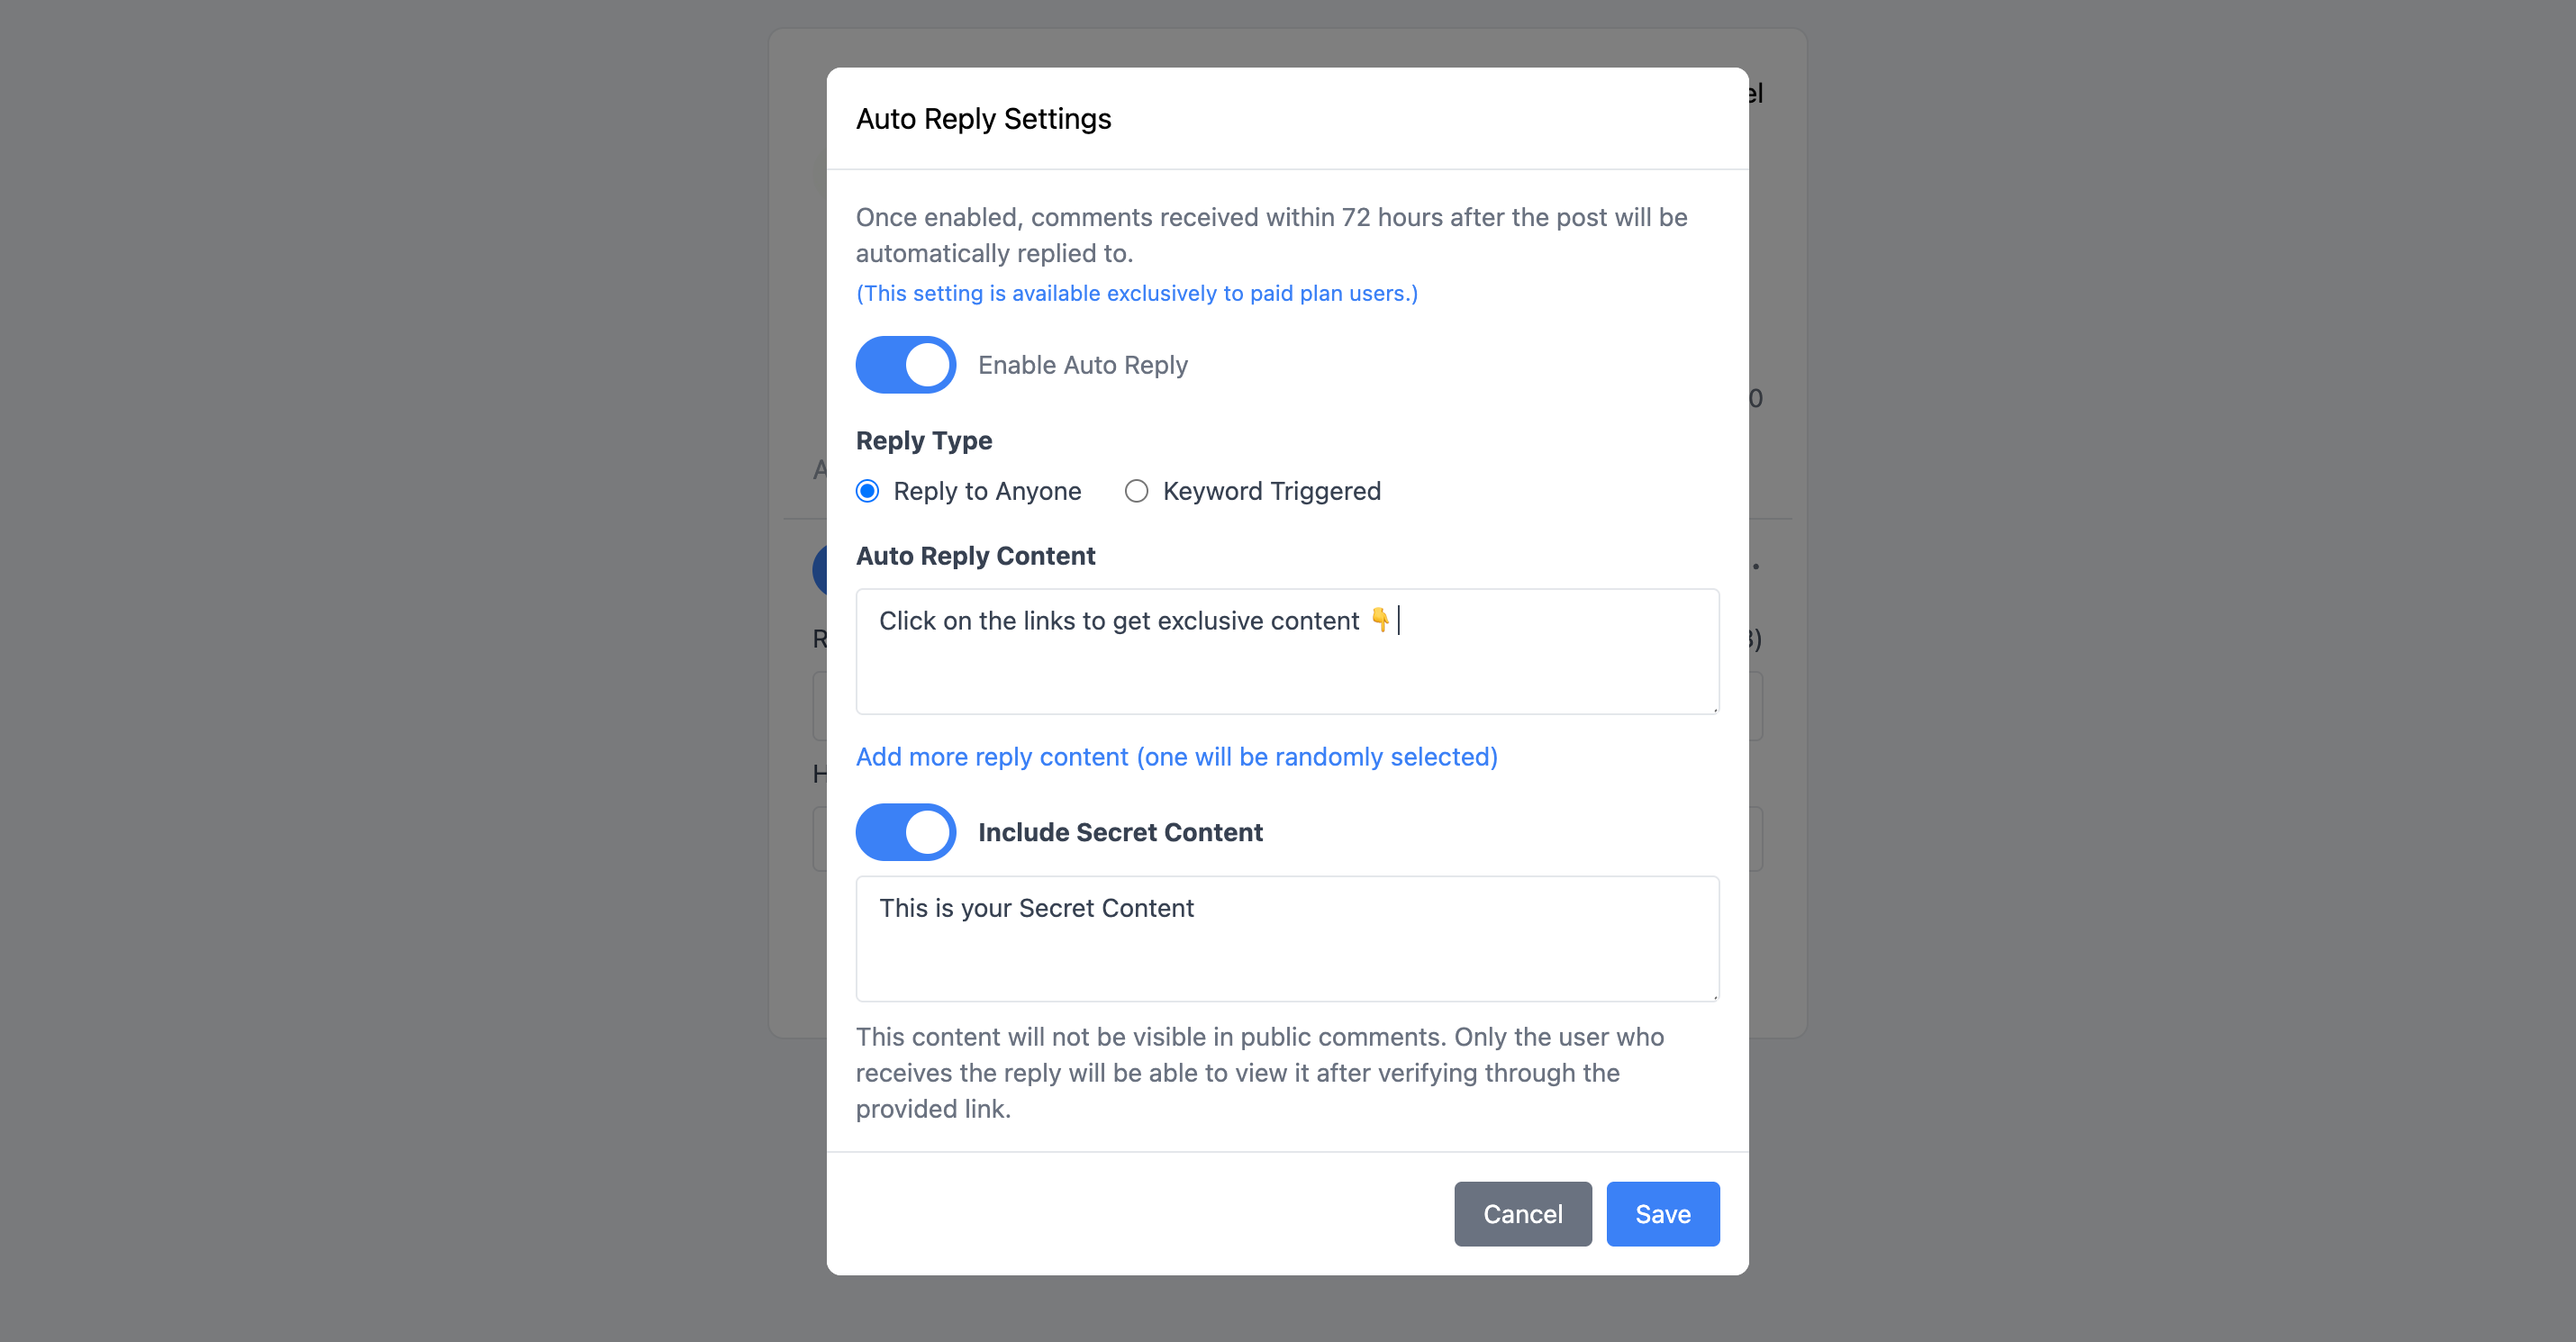 Auto Reply Settings
Once enabled, comments received within 72 hours after the post will be
automatically replied to.
(This setting is available exclusively to paid plan users.)
Enable Auto Reply
Reply Type
Reply to Anyone
Keyword Triggered
Auto Reply Content
Click on the links to get exclusive content 👇
Add more reply content (one will be randomly selected)
Include Secret Content
This is your Secret Content
This content will not be visible in public comments. Only the user who
receives the reply will be able to view it after verifying through the
provided link.
Cancel
Save